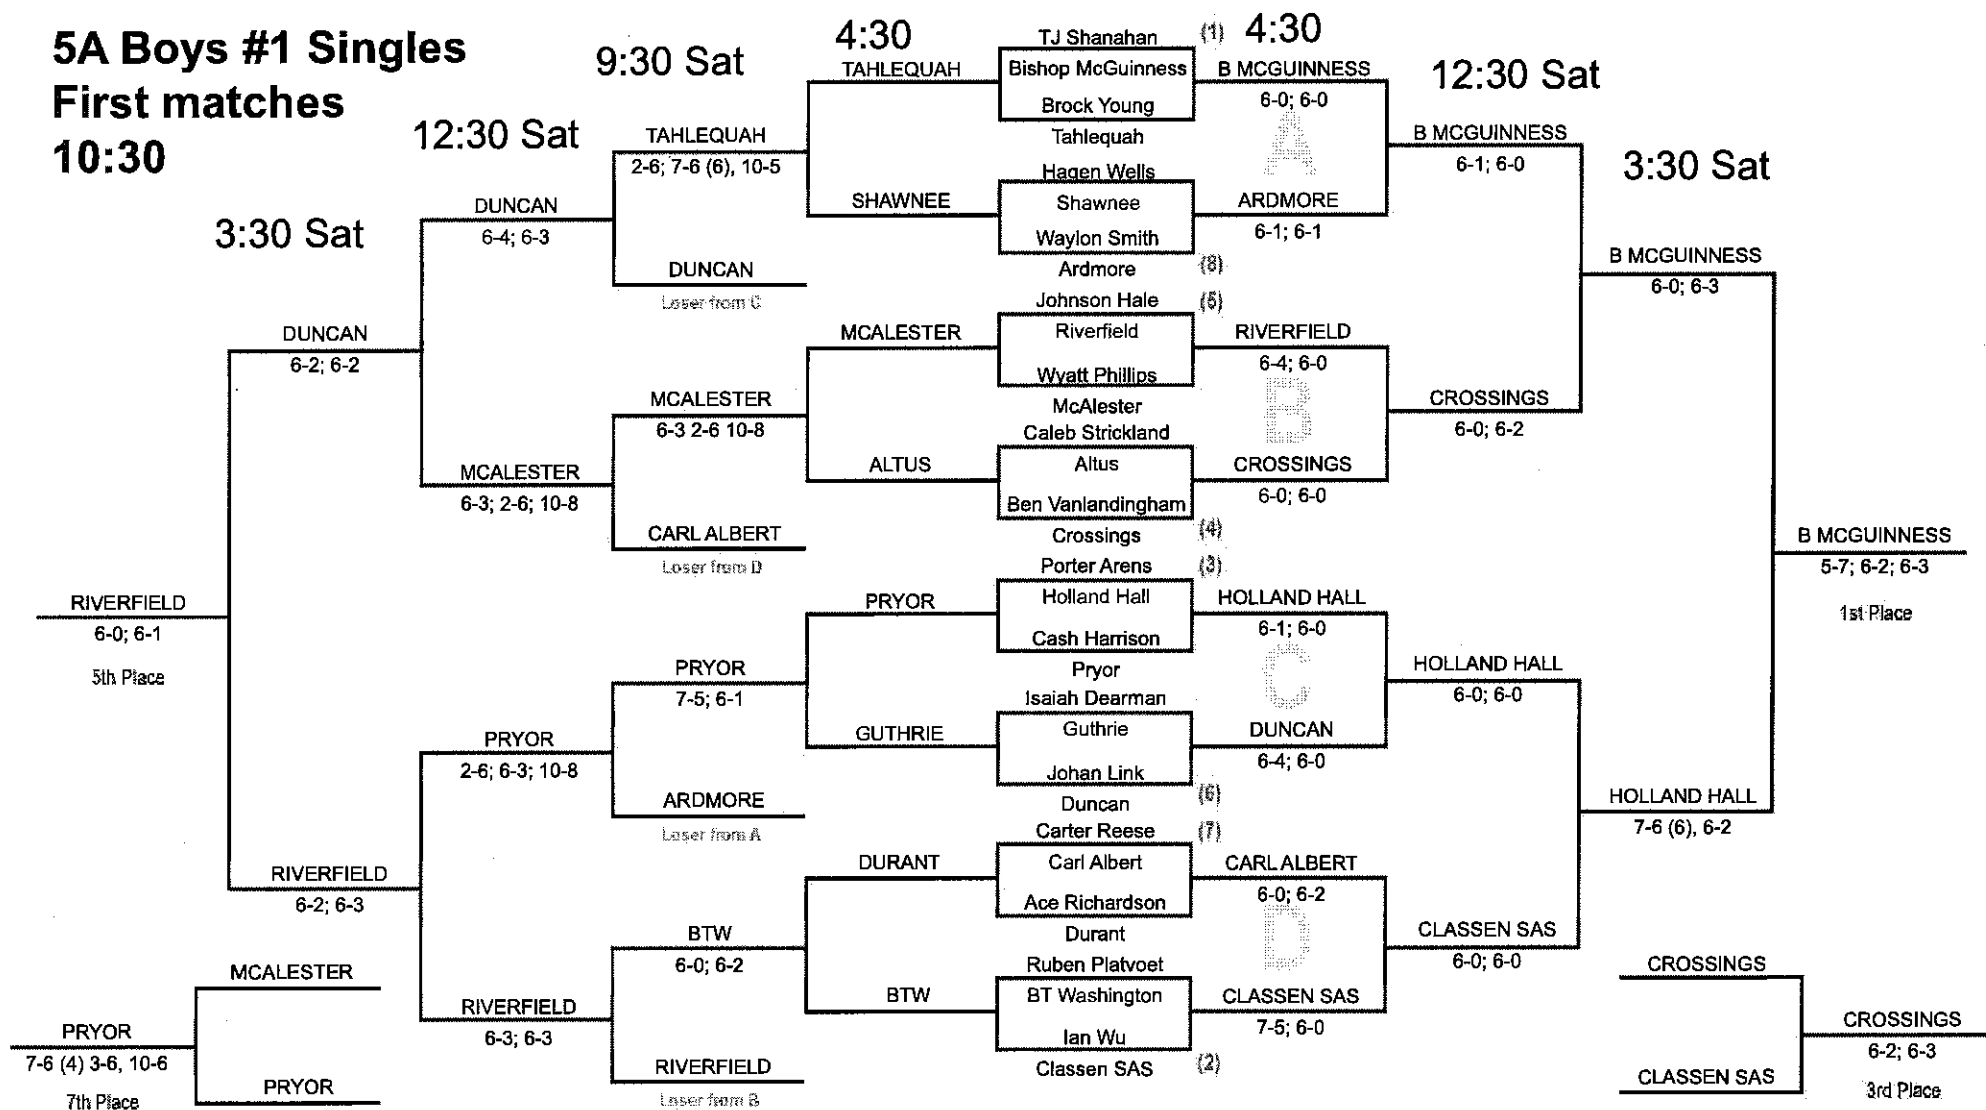 5A Boys #1 Singles
First matches
10:30
3:30 Sat
12:30 Sat
9:30 Sat
4:30
4:30
12:30 Sat
3:30 Sat
RIVERFIELD
6-0; 6-1
5th Place
DUNCAN
6-2; 6-2
RIVERFIELD
6-2; 6-3
MCALESTER
PRYOR
7-6 (4) 3-6, 10-6
7th Place
PRYOR
DUNCAN
6-4; 6-3
MCALESTER
6-3; 2-6; 10-8
PRYOR
2-6; 6-3; 10-8
RIVERFIELD
6-3; 6-3
TAHLEQUAH
2-6; 7-6 (6), 10-5
DUNCAN
Loser from C
MCALESTER
6-3 2-6 10-8
CARL ALBERT
Loser from D
PRYOR
7-5; 6-1
ARDMORE
Loser from A
BTW
6-0; 6-2
RIVERFIELD
Loser from B
TAHLEQUAH
SHAWNEE
MCALESTER
ALTUS
PRYOR
GUTHRIE
DURANT
BTW
TJ Shanahan (1)
Bishop McGuinness
Brock Young
Tahlequah
Hagen Wells
Shawnee
Waylon Smith
Ardmore (8)
Johnson Hale (5)
Riverfield
Wyatt Phillips
McAlester
Caleb Strickland
Altus
Ben Vanlandingham
Crossings (4)
Porter Arens (3)
Holland Hall
Cash Harrison
Pryor
Isaiah Dearman
Guthrie
Johan Link
Duncan (6)
Carter Reese (7)
Carl Albert
Ace Richardson
Durant
Ruben Platvoet
BT Washington
Ian Wu
Classen SAS (2)
B MCGUINNESS
6-0; 6-0
A
ARDMORE
6-1; 6-1
RIVERFIELD
6-4; 6-0
B
CROSSINGS
6-0; 6-0
HOLLAND HALL
6-1; 6-0
C
DUNCAN
6-4; 6-0
CARL ALBERT
6-0; 6-2
D
CLASSEN SAS
7-5; 6-0
B MCGUINNESS
6-1; 6-0
CROSSINGS
6-0; 6-2
HOLLAND HALL
6-0; 6-0
CLASSEN SAS
6-0; 6-0
B MCGUINNESS
6-0; 6-3
HOLLAND HALL
7-6 (6), 6-2
B MCGUINNESS
5-7; 6-2; 6-3
1st Place
CROSSINGS
CROSSINGS
6-2; 6-3
3rd Place
CLASSEN SAS